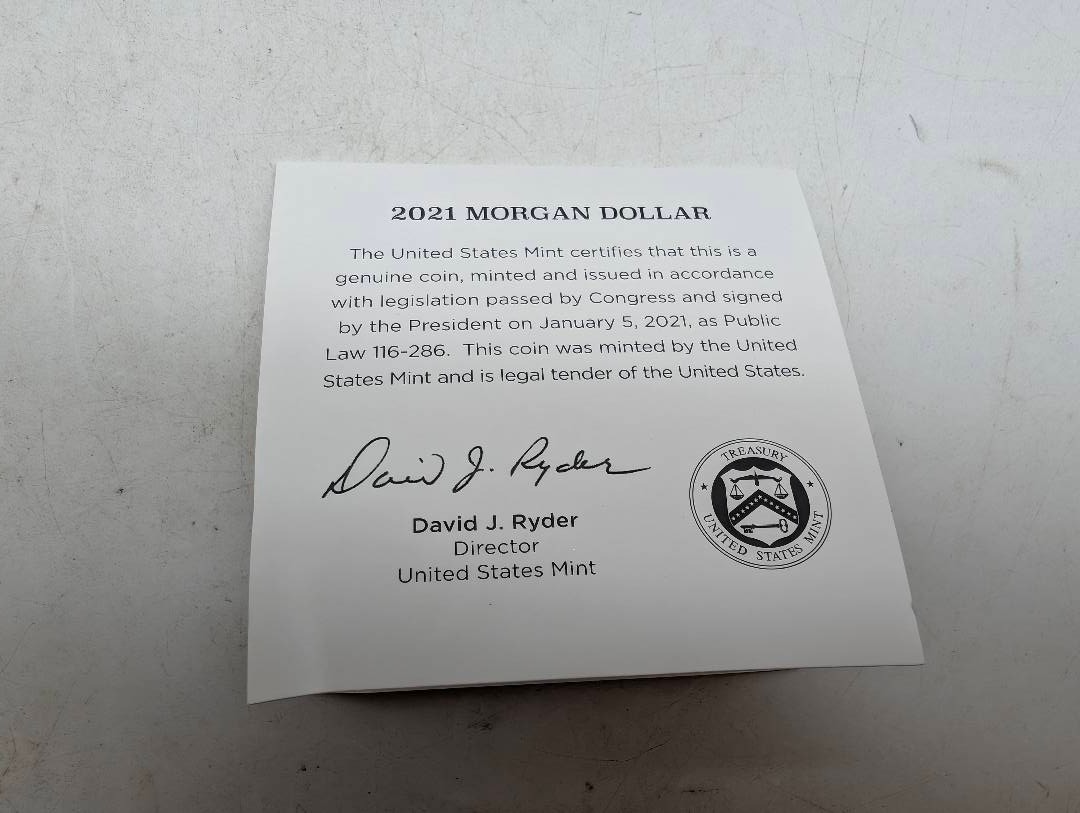 2021 MORGAN DOLLAR
The United States Mint certifies that this is a
genuine coin, minted and issued in accordance
with legislation passed by Congress and signed
by the President on January 5, 2021, as Public
Law 116-286. This coin was minted by the United
States Mint and is legal tender of the United States.
David J. Ryder
David J. Ryder
Director
United States Mint
TREASURY
UNITED STATES MINT